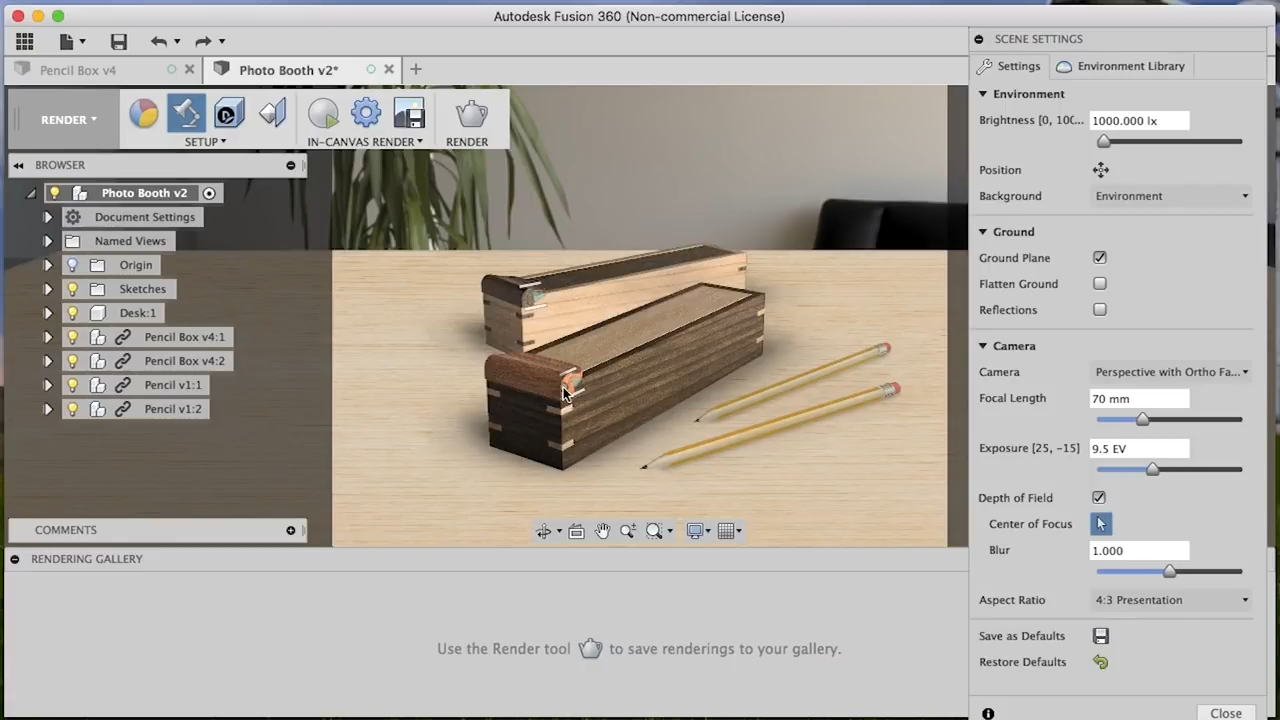 Autodesk Fusion 360 (Non-commercial License)
Pencil Box v4
Photo Booth v2*
RENDER
SETUP
IN-CANVAS RENDER
RENDER
BROWSER
Photo Booth v2
Document Settings
Named Views
Origin
Sketches
Desk:1
Pencil Box v4:1
Pencil Box v4:2
Pencil v1:1
Pencil v1:2
COMMENTS
RENDERING GALLERY
Use the Render tool to save renderings to your gallery.
SCENE SETTINGS
Settings Environment Library
Environment
Brightness [0, 10(... 1000.000 lx
Position
Background Environment
Ground
Ground Plane
Flatten Ground
Reflections
Camera
Camera Perspective with Ortho Fa...
Focal Length 70 mm
Exposure [25, -15] 9.5 EV
Depth of Field
Center of Focus
Blur 1.000
Aspect Ratio 4:3 Presentation
Save as Defaults
Restore Defaults
Close